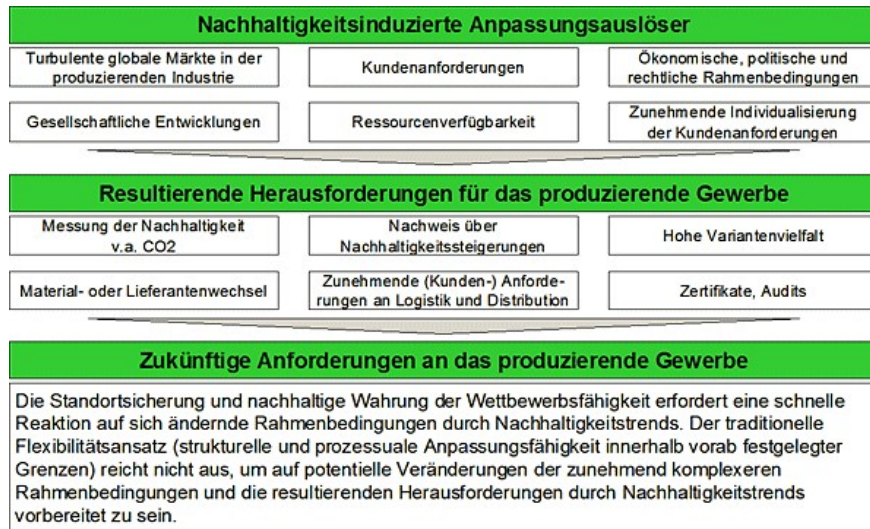 Nachhaltigkeitsinduzierte Anpassungsauslöser
Turbulente globale Märkte in der
produzierenden Industrie
Kundenanforderungen
Ökonomische, politische und
rechtliche Rahmenbedingungen
Gesellschaftliche Entwicklungen
Ressourcenverfügbarkeit
Zunehmende Individualisierung
der Kundenanforderungen
Resultierende Herausforderungen für das produzierende Gewerbe
Messung der Nachhaltigkeit
v.a. CO2
Nachweis über
Nachhaltigkeitssteigerungen
Hohe Variantenvielfalt
Material- oder Lieferantenwechsel
Zunehmende (Kunden-) Anforde-
rungen an Logistik und Distribution
Zertifikate, Audits
Zukünftige Anforderungen an das produzierende Gewerbe
Die Standortsicherung und nachhaltige Wahrung der Wettbewerbsfähigkeit erfordert eine schnelle
Reaktion auf sich ändernde Rahmenbedingungen durch Nachhaltigkeitstrends. Der traditionelle
Flexibilitätsansatz (strukturelle und prozessuale Anpassungsfähigkeit innerhalb vorab festgelegter
Grenzen) reicht nicht aus, um auf potentielle Veränderungen der zunehmend komplexeren
Rahmenbedingungen und die resultierenden Herausforderungen durch Nachhaltigkeitstrends
vorbereitet zu sein.